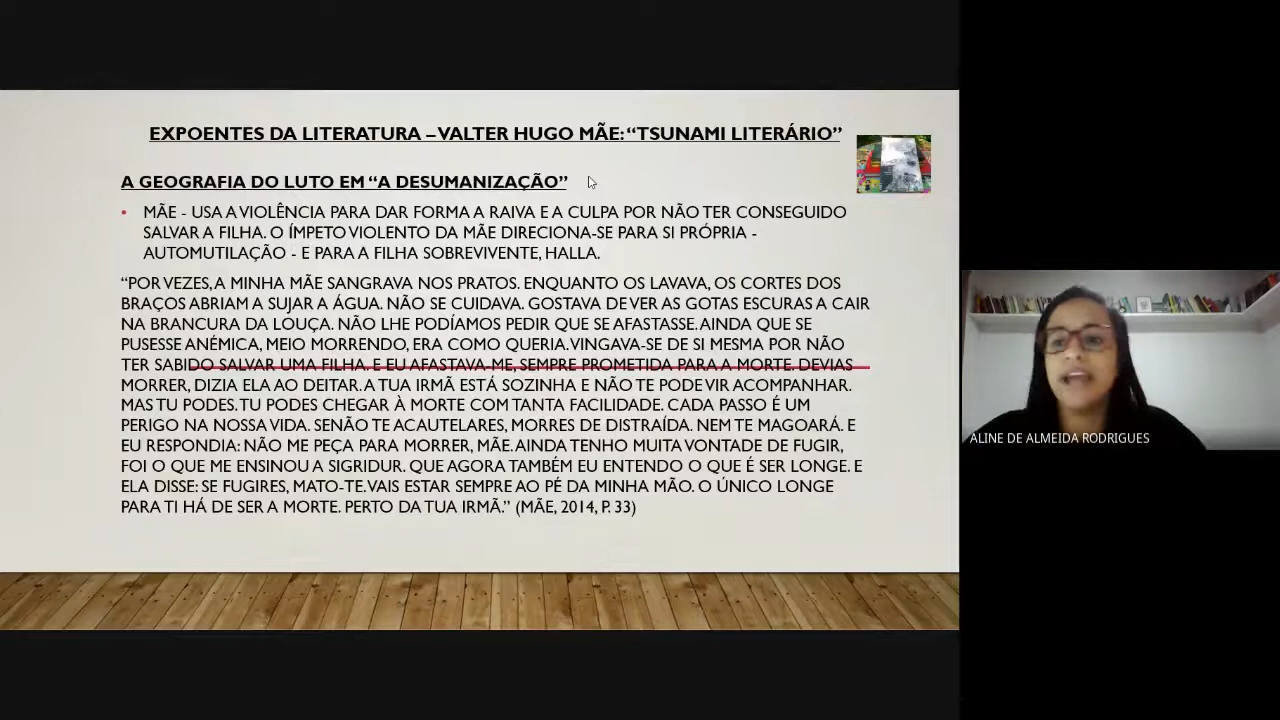 EXPOENTES DA LITERATURA – VALTER HUGO MÃE: “TSUNAMI LITERÁRIO”
A GEOGRAFIA DO LUTO EM “A DESUMANIZAÇÃO”
• MÃE - USA A VIOLÊNCIA PARA DAR FORMA A RAIVA E A CULPA POR NÃO TER CONSEGUIDO
SALVAR A FILHA. O ÍMPETO VIOLENTO DA MÃE DIRECIONA-SE PARA SI PRÓPRIA -
AUTOMUTILAÇÃO - E PARA A FILHA SOBREVIVENTE, HALLA.
“POR VEZES, A MINHA MÃE SANGRAVA NOS PRATOS. ENQUANTO OS LAVAVA, OS CORTES DOS
BRAÇOS ABRIAM A SUJAR A ÁGUA. NÃO SE CUIDAVA. GOSTAVA DE VER AS GOTAS ESCURAS A CAIR
NA BRANCURA DA LOUÇA. NÃO LHE PODÍAMOS PEDIR QUE SE AFASTASSE. AINDA QUE SE
PUSESSE ANÉMICA, MEIO MORRENDO, ERA COMO QUERIA. VINGAVA-SE DE SI MESMA POR NÃO
TER SABIDO SALVAR UMA FILHA. E EU AFASTAVA-ME, SEMPRE PROMETIDA PARA A MORTE. DEVIAS
MORRER, DIZIA ELA AO DEITAR. A TUA IRMÃ ESTÁ SOZINHA E NÃO TE PODE VIR ACOMPANHAR.
MAS TU PODES. TU PODES CHEGAR À MORTE COM TANTA FACILIDADE. CADA PASSO É UM
PERIGO NA NOSSA VIDA. SENÃO TE ACAUTELARES, MORRES DE DISTRAÍDA. NEM TE MAGOARÁ. E
EU RESPONDIA: NÃO ME PEÇA PARA MORRER, MÃE. AINDA TENHO MUITA VONTADE DE FUGIR,
FOI O QUE ME ENSINOU A SIGRIDUR. QUE AGORA TAMBÉM EU ENTENDO O QUE É SER LONGE. E
ELA DISSE: SE FUGIRES, MATO-TE. VAIS ESTAR SEMPRE AO PÉ DA MINHA MÃO. O ÚNICO LONGE
PARA TI HÁ DE SER A MORTE. PERTO DA TUA IRMÃ.” (MÃE, 2014, P. 33)
ALINE DE ALMEIDA RODRIGUES